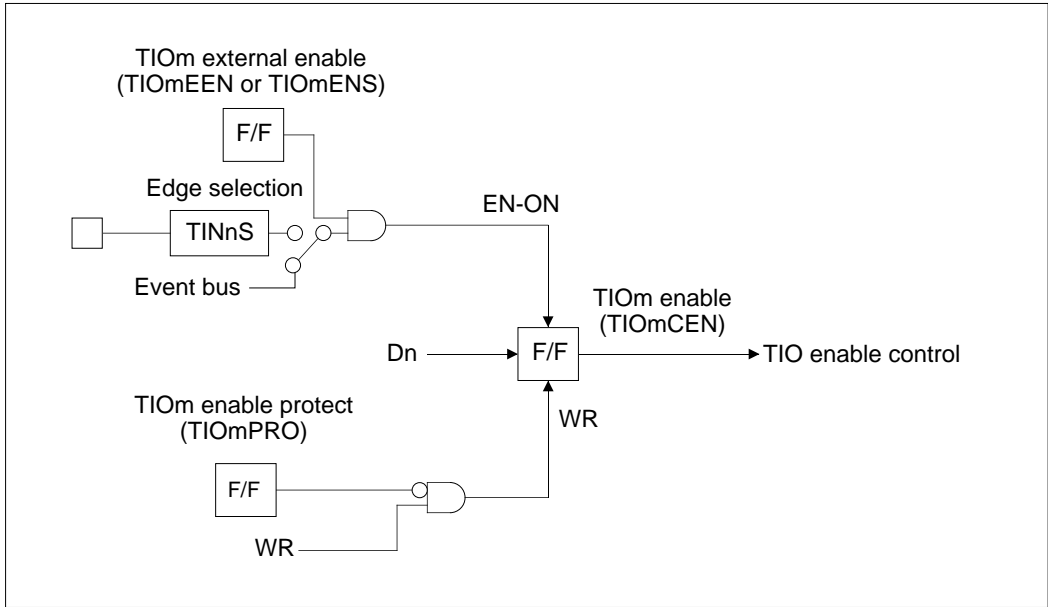 TIOm external enable
(TIOmEEN or TIOmENS)
F/F
Edge selection
TINnS
EN-ON
Event bus
TIOm enable
(TIOmCEN)
Dn
F/F
TIO enable control
TIOm enable protect
(TIOmPRO)
WR
F/F
WR